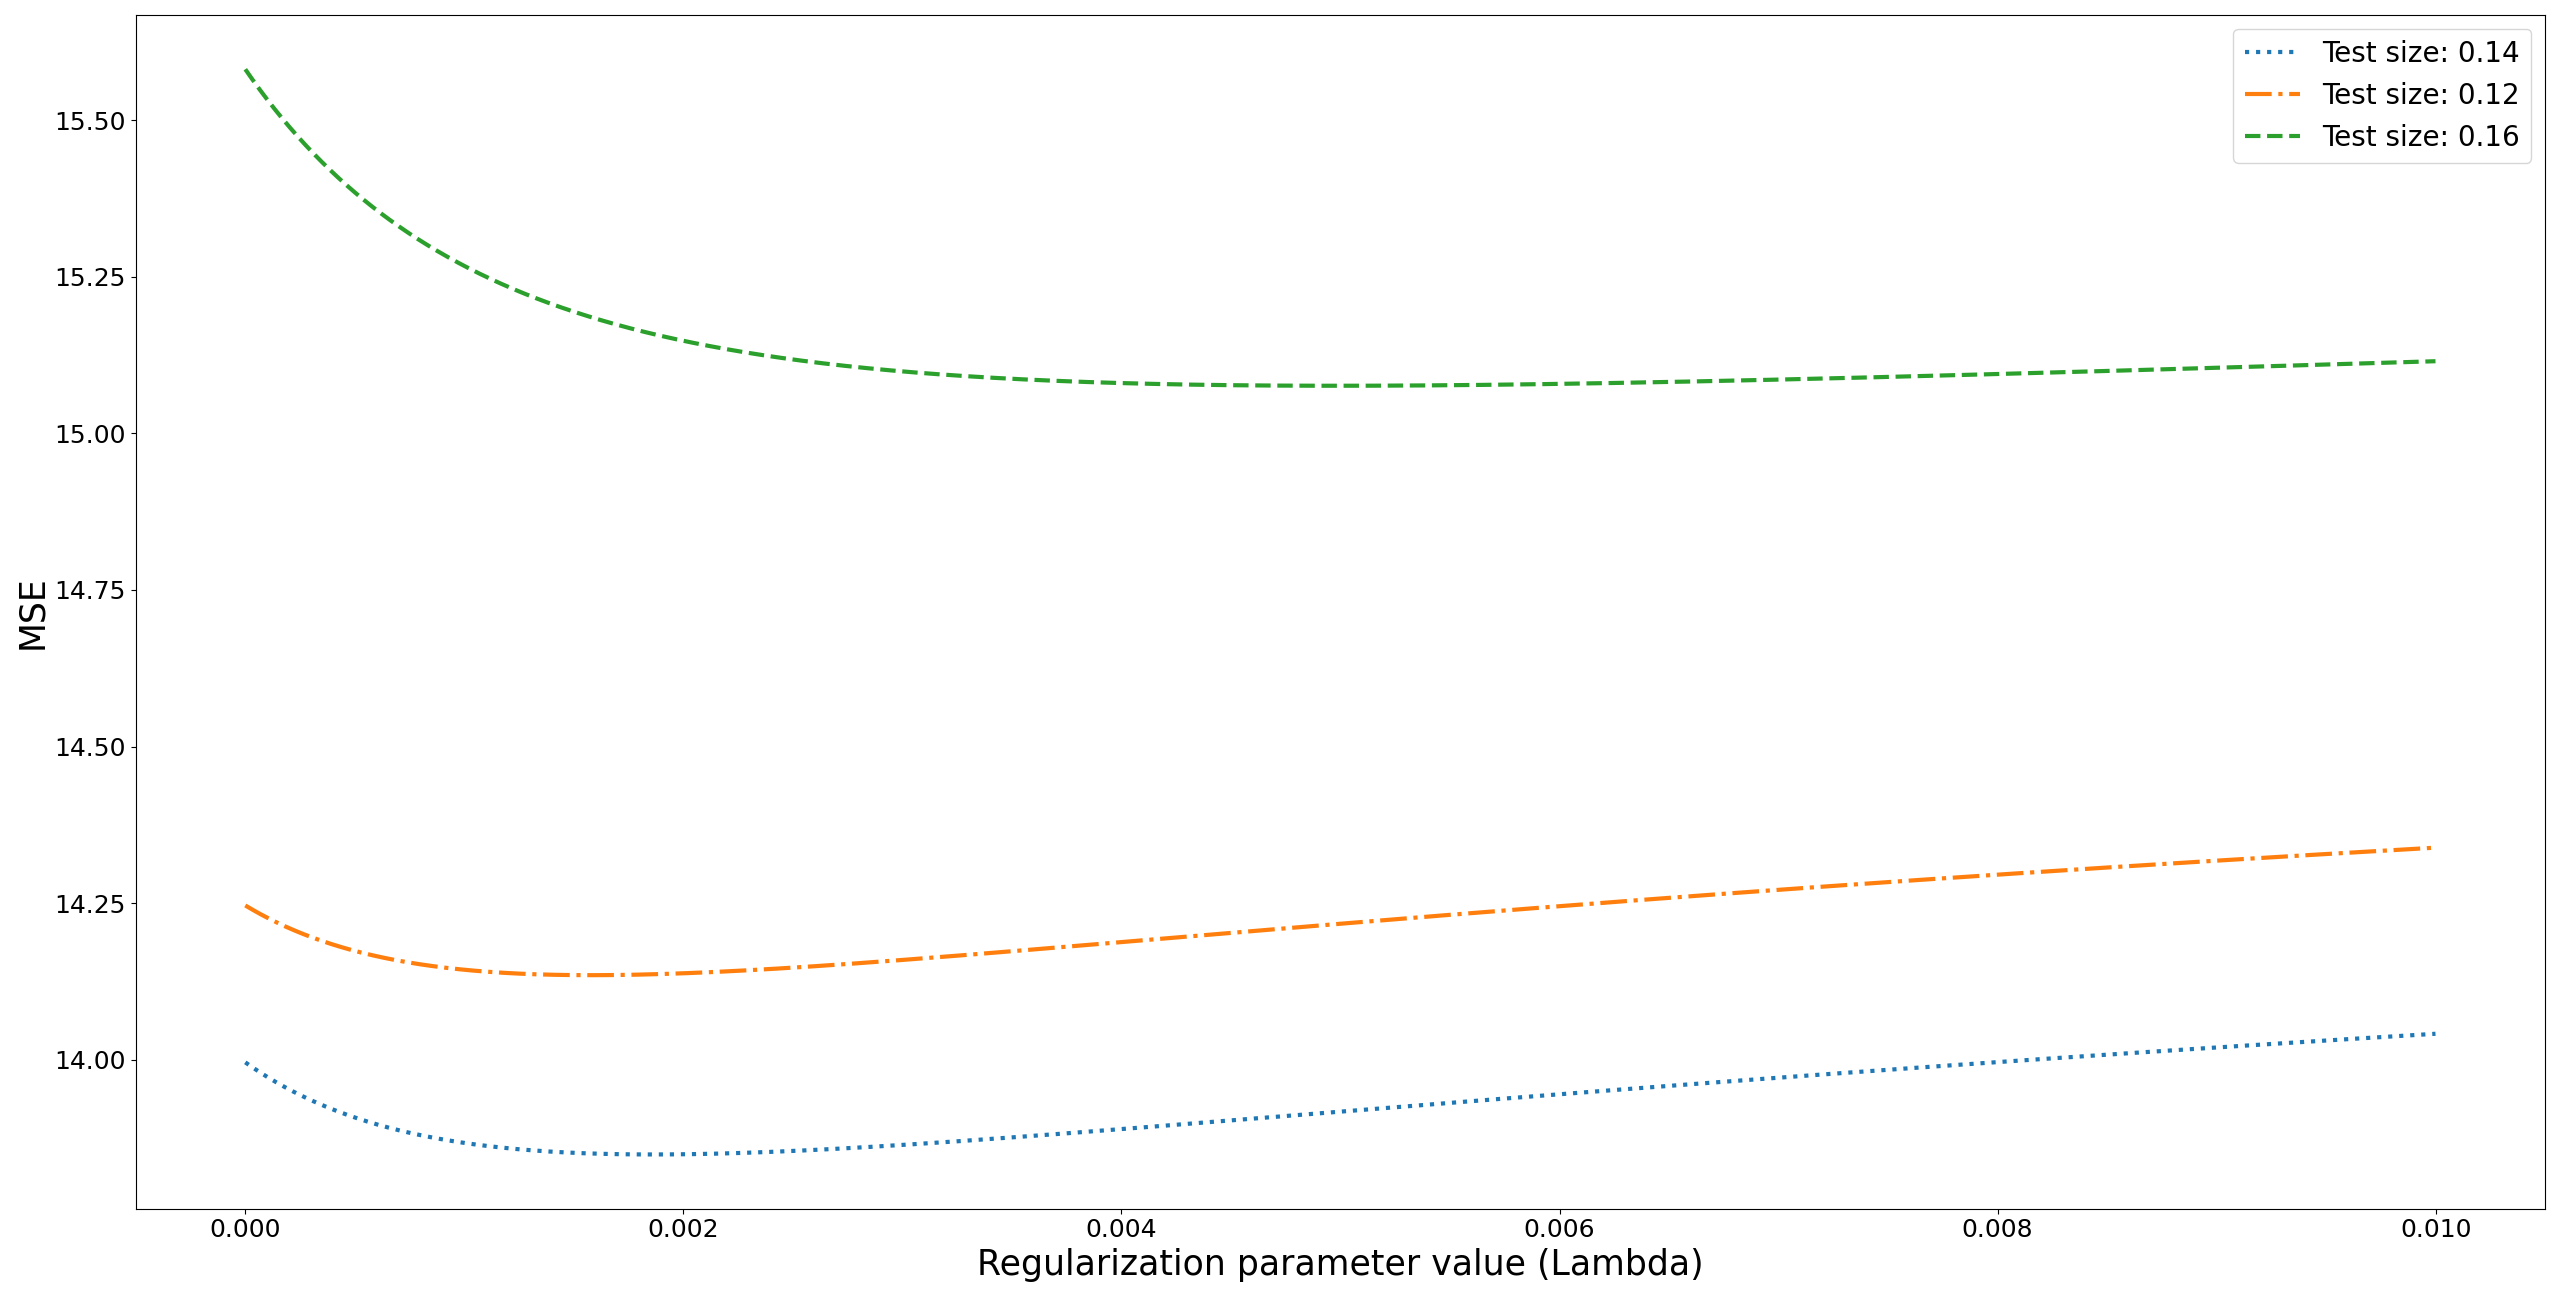 Test size: 0.14
Test size: 0.12
Test size: 0.16
MSE
15.50
15.25
15.00
14.75
14.50
14.25
14.00
0.000 0.002 0.004 0.006 0.008 0.010
Regularization parameter value (Lambda)